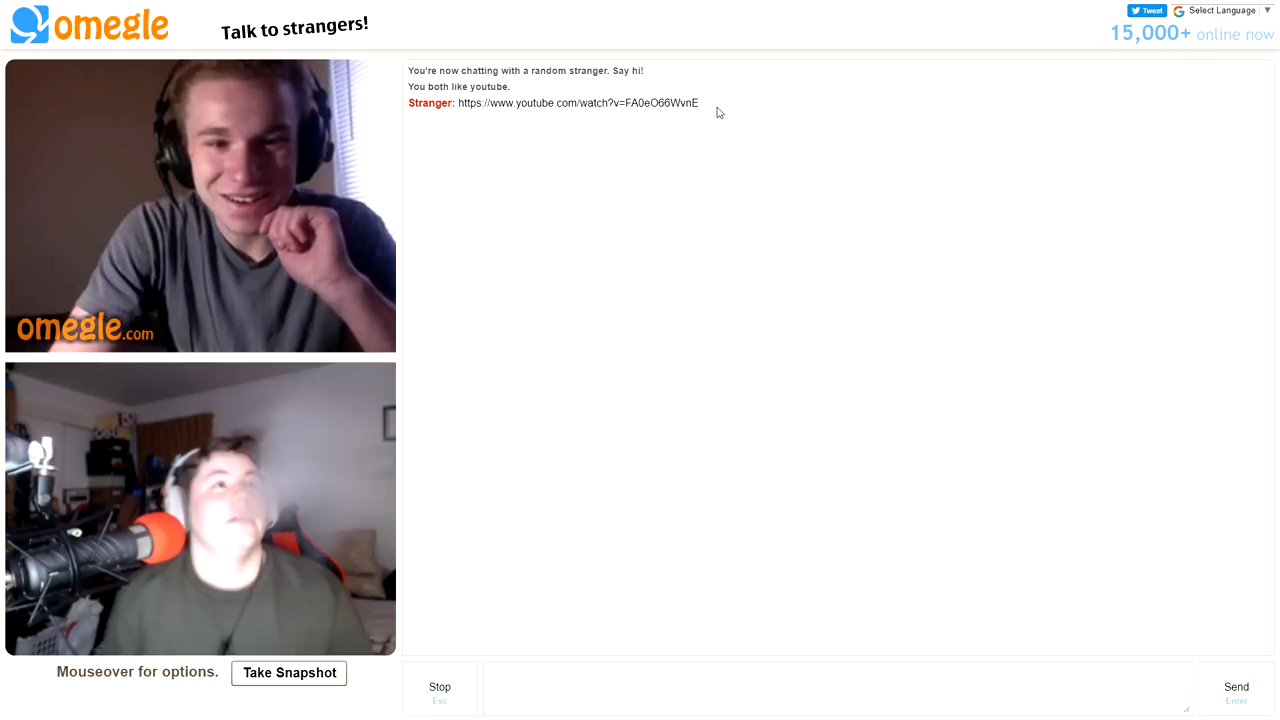 omegle
Talk to strangers!
Tweet
Select Language ▼
15,000+ online now
You're now chatting with a random stranger. Say hi!
You both like youtube.
Stranger: https://www.youtube.com/watch?v=FA0eO66WvnE
omegle.com
Mouseover for options.
Take Snapshot
Stop
Esc
Send
Enter